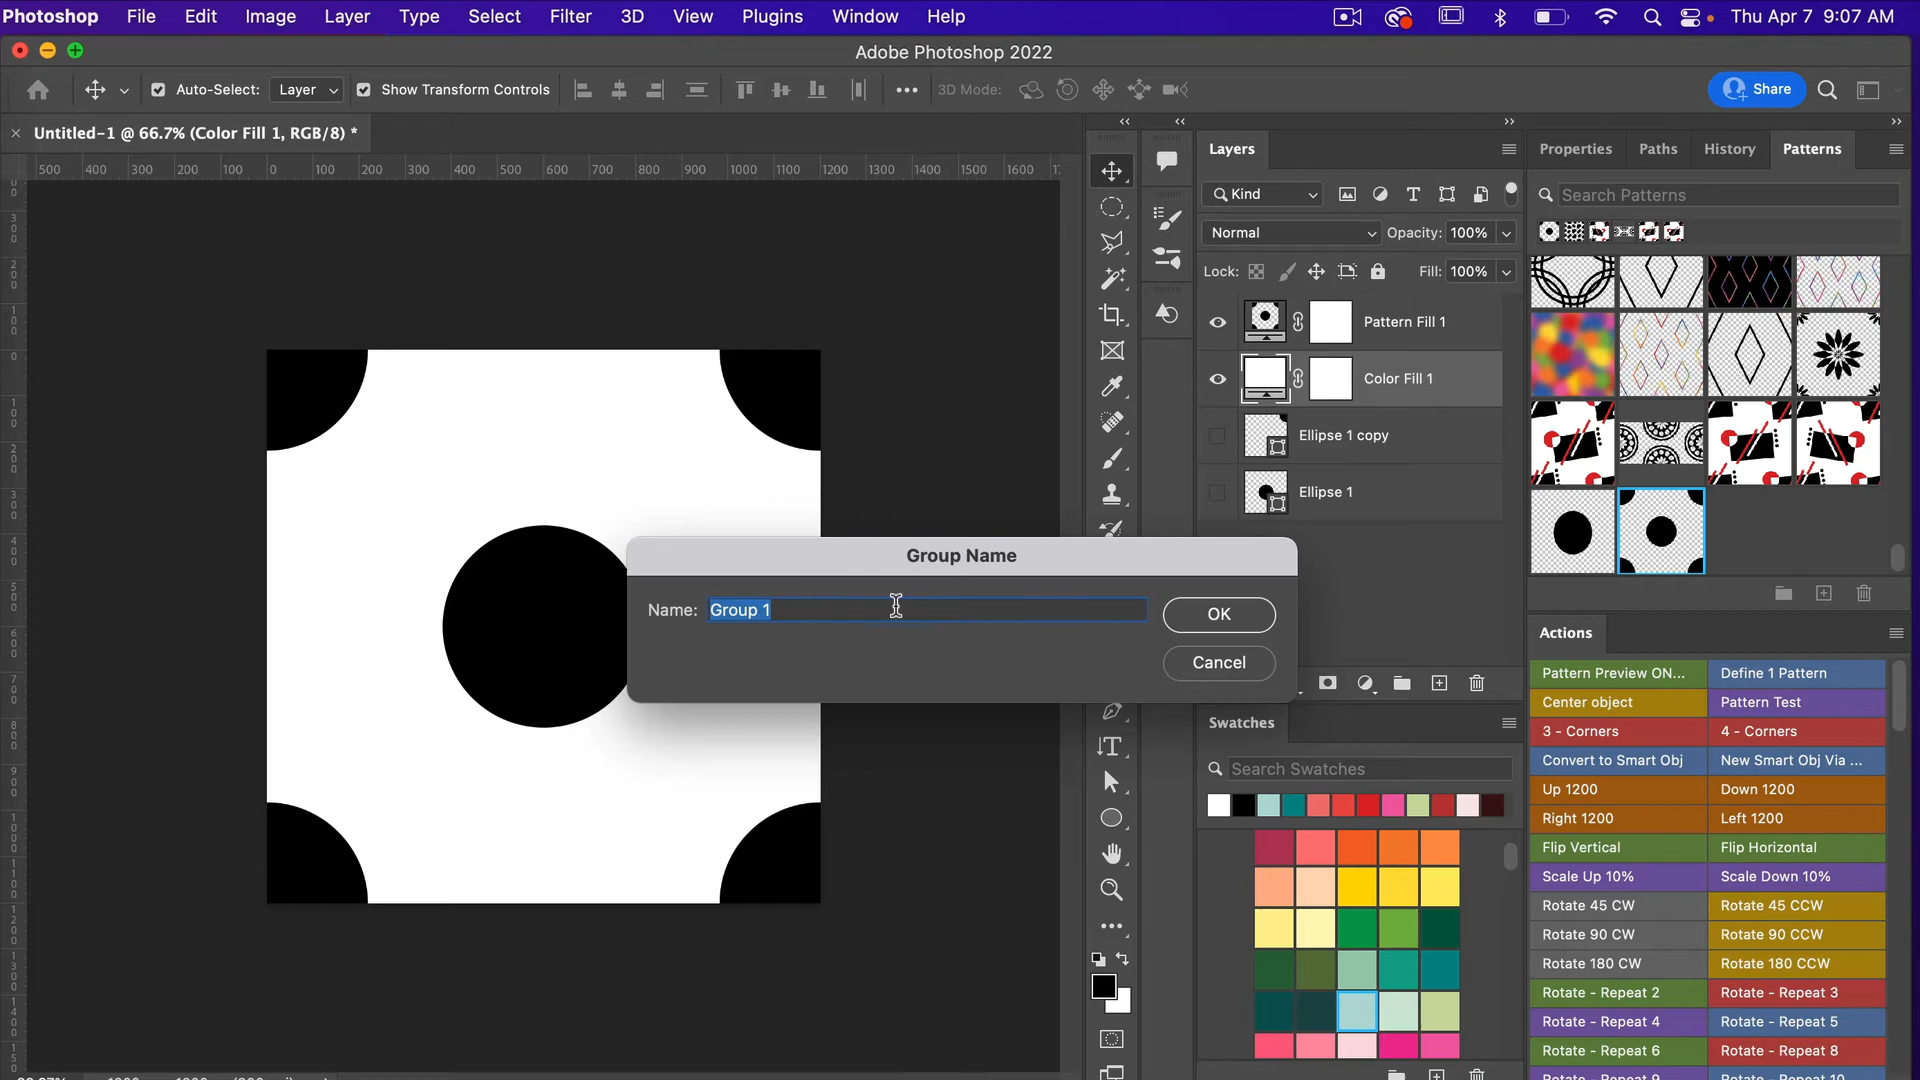 Photoshop File Edit Image Layer Type Select Filter 3D View Plugins Window Help Thu Apr 7 9:07 AM
Adobe Photoshop 2022
Auto-Select: Layer Show Transform Controls 3D Mode: Share
Untitled-1 @ 66.7% (Color Fill 1, RGB/8) *
500 400 300 200 100 0 100 200 300 400 500 600 700 800 900 1000 1100 1200 1300 1400 1500 1600
Layers
Kind
Normal Opacity: 100%
Lock: Fill: 100%
Pattern Fill 1
Color Fill 1
Ellipse 1 copy
Ellipse 1
Properties Paths History Patterns
Search Patterns
Group Name
Name: Group 1
OK
Cancel
Swatches
Search Swatches
Actions
Pattern Preview ON... Define 1 Pattern
Center object Pattern Test
3 - Corners 4 - Corners
Convert to Smart Obj New Smart Obj Via ...
Up 1200 Down 1200
Right 1200 Left 1200
Flip Vertical Flip Horizontal
Scale Up 10% Scale Down 10%
Rotate 45 CW Rotate 45 CCW
Rotate 90 CW Rotate 90 CCW
Rotate 180 CW Rotate 180 CCW
Rotate - Repeat 2 Rotate - Repeat 3
Rotate - Repeat 4 Rotate - Repeat 5
Rotate - Repeat 6 Rotate - Repeat 8
Rotate - Repeat 9 Rotate - Repeat 10